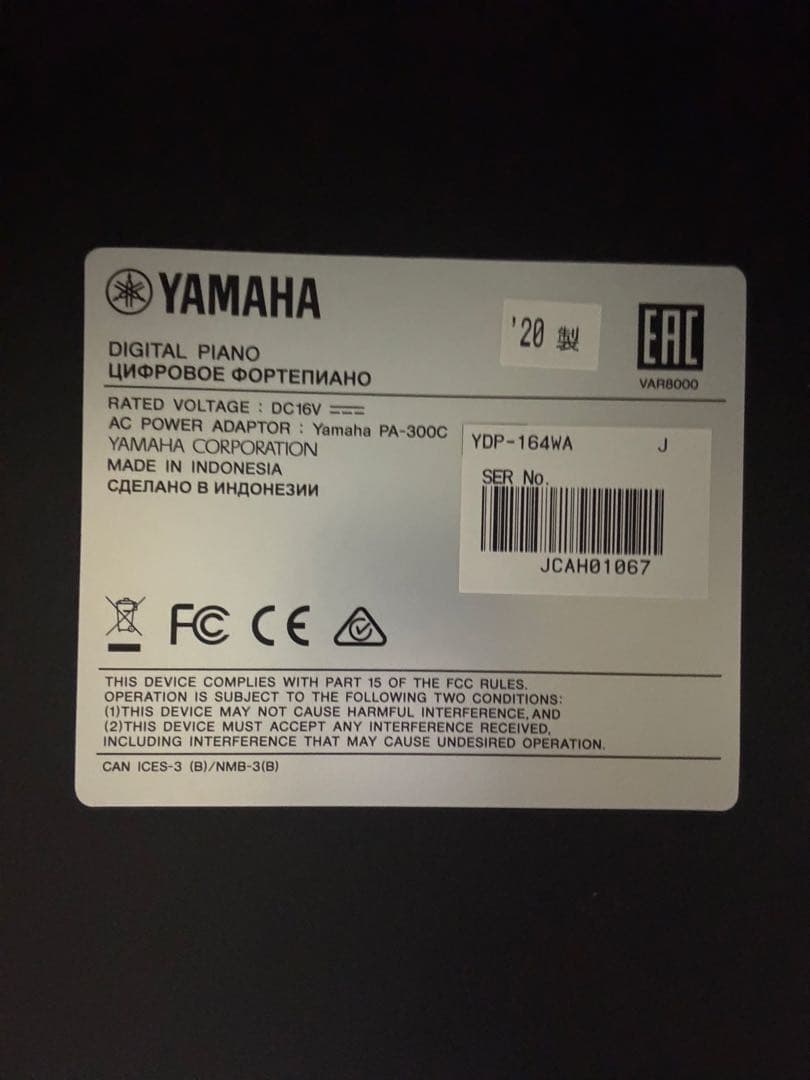 YAMAHA
'20 製
EAC
VAR8000
DIGITAL PIANO
ЦИФРОВОЕ ФОРТЕПИАНО
RATED VOLTAGE : DC16V
AC POWER ADAPTOR : Yamaha PA-300C
YAMAHA CORPORATION
MADE IN INDONESIA
СДЕЛАНО В ИНДОНЕЗИИ
YDP-164WA J
SER No.
JCAH01067
FC CE
THIS DEVICE COMPLIES WITH PART 15 OF THE FCC RULES.
OPERATION IS SUBJECT TO THE FOLLOWING TWO CONDITIONS:
(1)THIS DEVICE MAY NOT CAUSE HARMFUL INTERFERENCE, AND
(2)THIS DEVICE MUST ACCEPT ANY INTERFERENCE RECEIVED,
INCLUDING INTERFERENCE THAT MAY CAUSE UNDESIRED OPERATION.
CAN ICES-3 (B)/NMB-3(B)